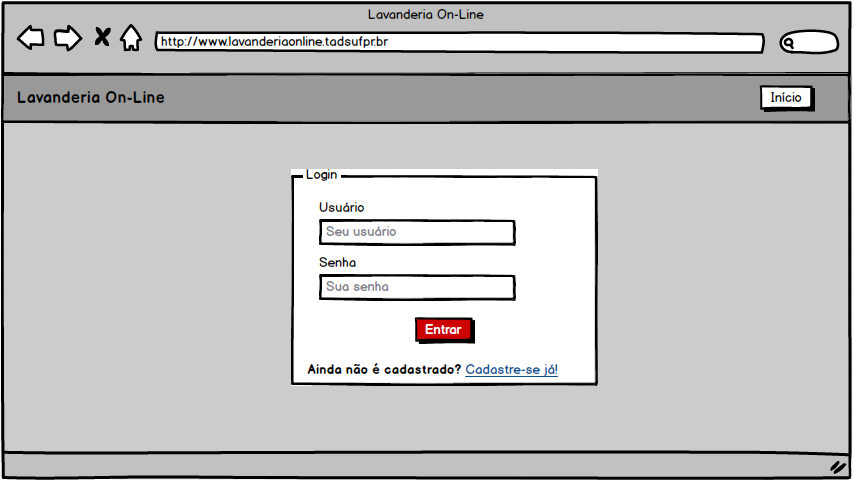 Lavanderia On-Line
http://www.lavanderiaonline.tadsufpr.br
Lavanderia On-Line
Início
Login
Usuário
Seu usuário
Senha
Sua senha
Entrar
Ainda não é cadastrado? Cadastre-se já!